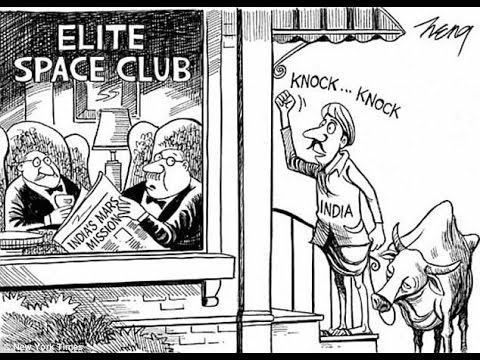 ELITE
SPACE CLUB
Heng
KNOCK... KNOCK
INDIA'S MARS
MISSION
INDIA
© New York Times